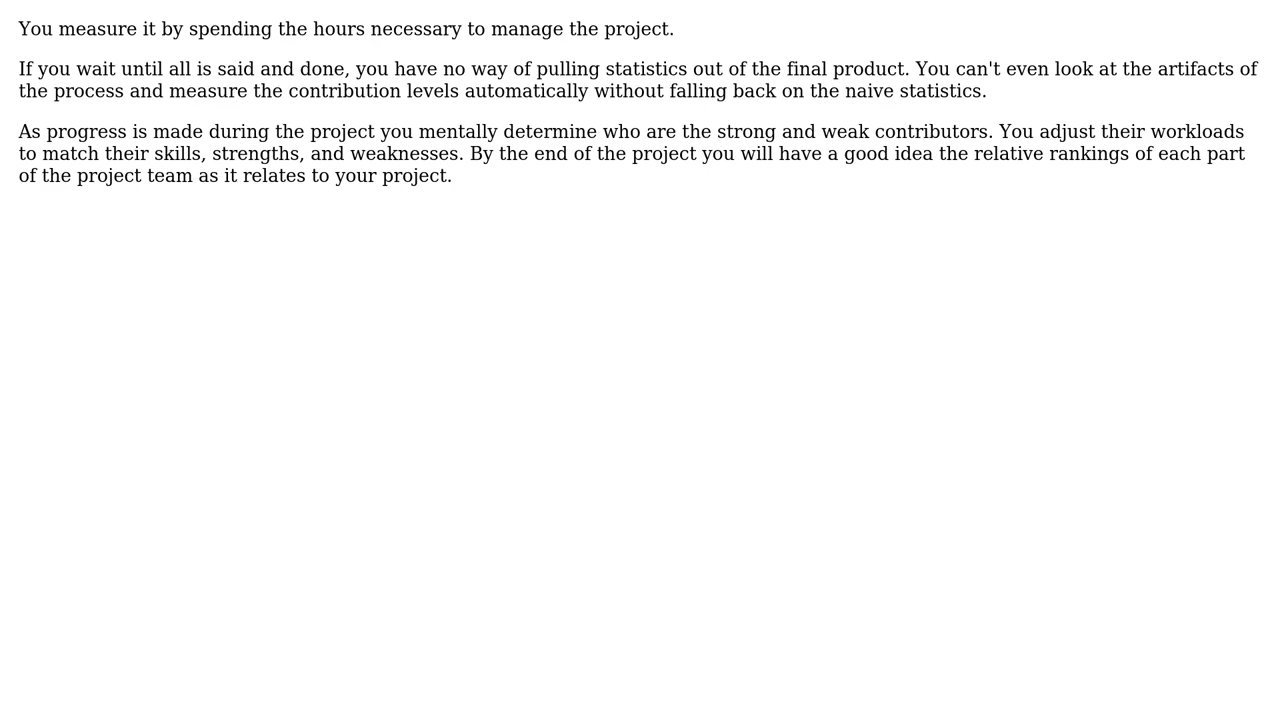 You measure it by spending the hours necessary to manage the project.
If you wait until all is said and done, you have no way of pulling statistics out of the final product. You can't even look at the artifacts of
the process and measure the contribution levels automatically without falling back on the naive statistics.
As progress is made during the project you mentally determine who are the strong and weak contributors. You adjust their workloads
to match their skills, strengths, and weaknesses. By the end of the project you will have a good idea the relative rankings of each part
of the project team as it relates to your project.